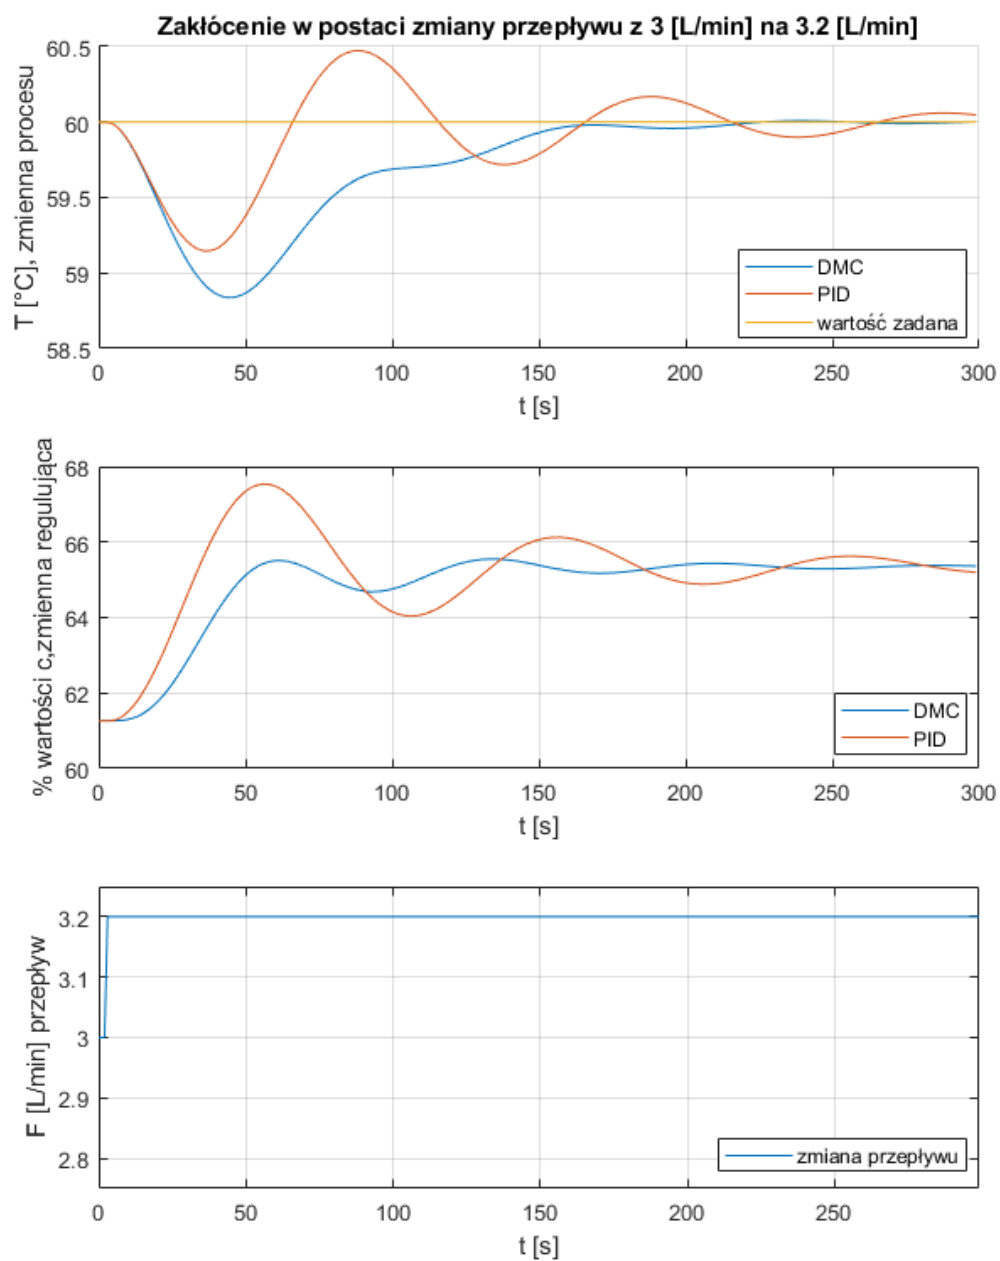 Zakłócenie w postaci zmiany przepływu z 3 [L/min] na 3.2 [L/min]
60.5
60
59.5
59
58.5
T [°C], zmienna procesu
DMC
PID
wartość zadana
0 50 100 150 200 250 300
t [s]
68
66
64
62
60
% wartości c,zmienna regulująca
DMC
PID
0 50 100 150 200 250 300
t [s]
3.2
3.1
3
2.9
2.8
F [L/min] przepływ
zmiana przepływu
0 50 100 150 200 250
t [s]